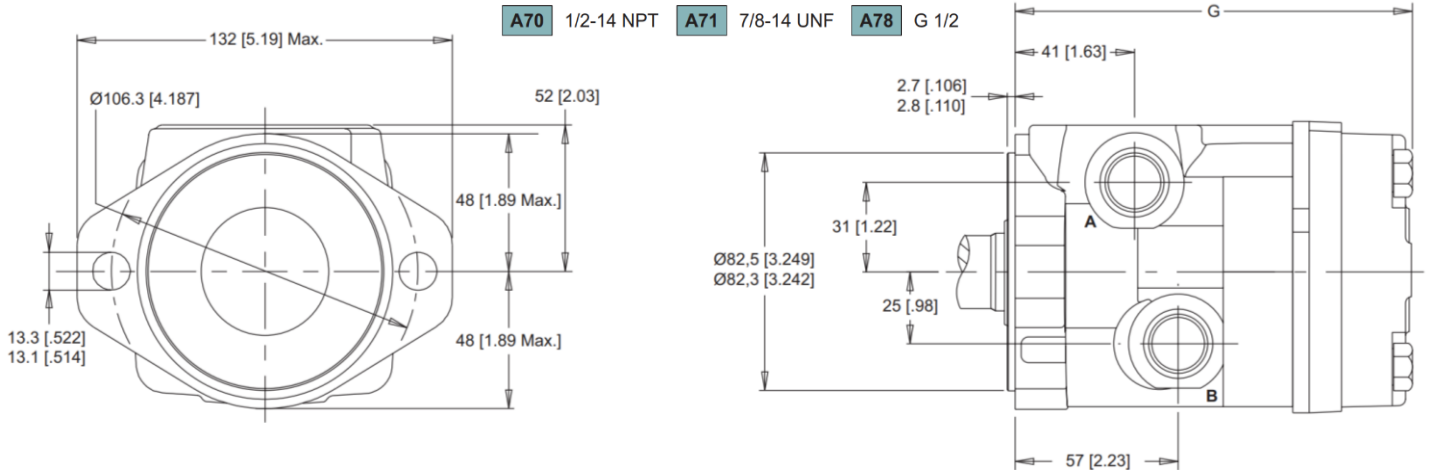 A70 1/2-14 NPT A71 7/8-14 UNF A78 G 1/2
132 [5.19] Max.
Ø106.3 [4.187]
52 [2.03]
48 [1.89 Max.]
13.3 [.522]
13.1 [.514]
48 [1.89 Max.]
G
41 [1.63]
2.7 [.106]
2.8 [.110]
31 [1.22]
A
Ø82,5 [3.249]
Ø82,3 [3.242]
25 [.98]
B
57 [2.23]